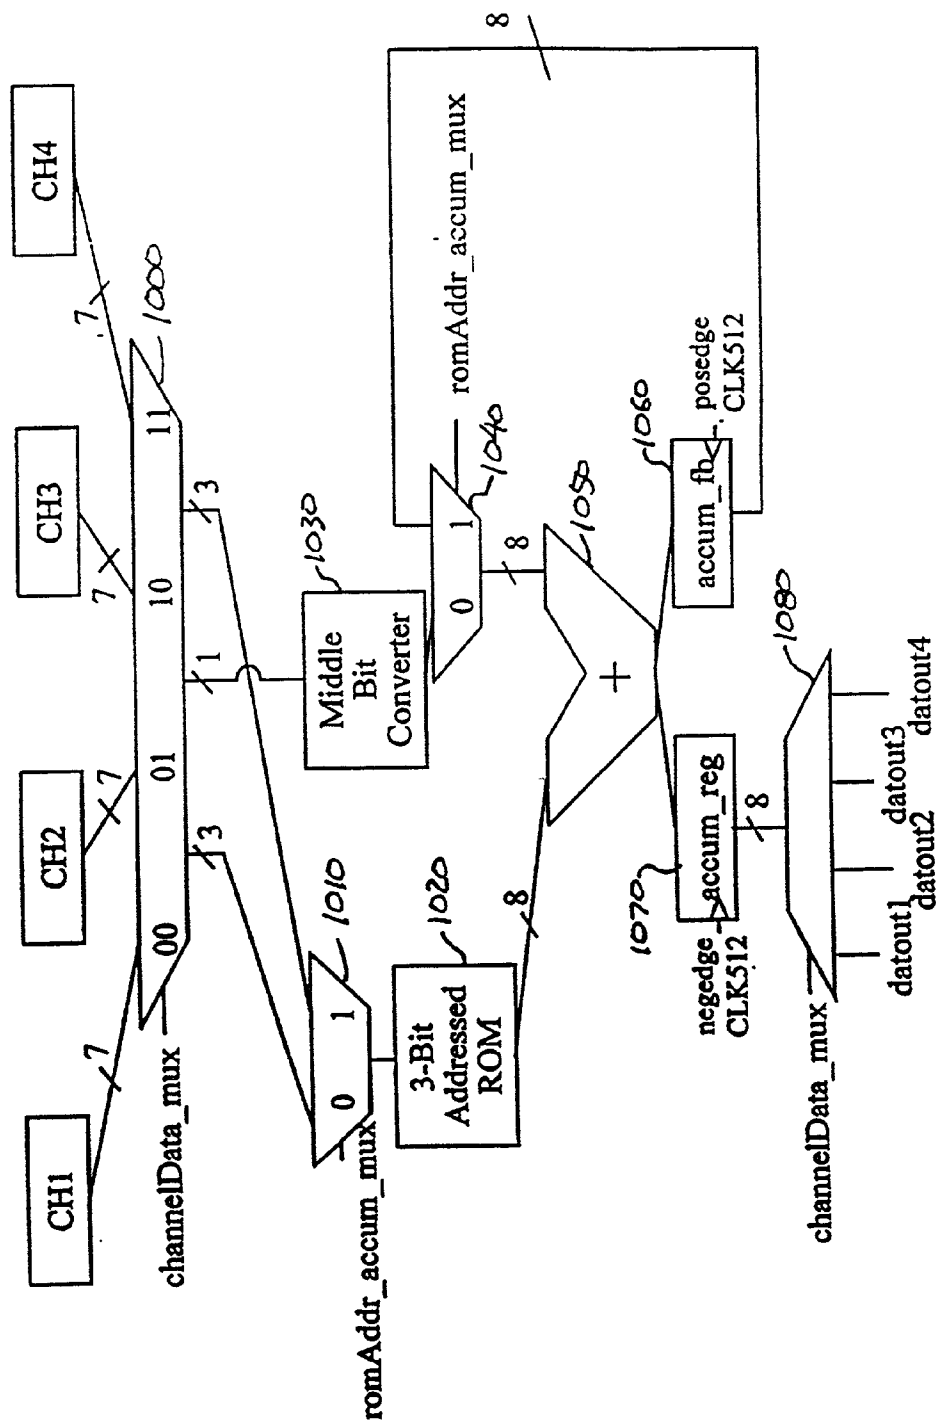 CH1
CH2
CH3
CH4
7
7
7
7
1000
00
01
10
11
channelData_mux
3
1
3
8
1010
0
1
romAddr_accum_mux
1030
Middle
Bit
Converter
romAddr_accum_mux
0
1
1040
8
1020
3-Bit
Addressed
ROM
8
1050
+
1060
accum_fb
posedge
CLK512
1070
accum_reg
negedge
CLK512
8
1080
channelData_mux
datout1
datout2
datout3
datout4